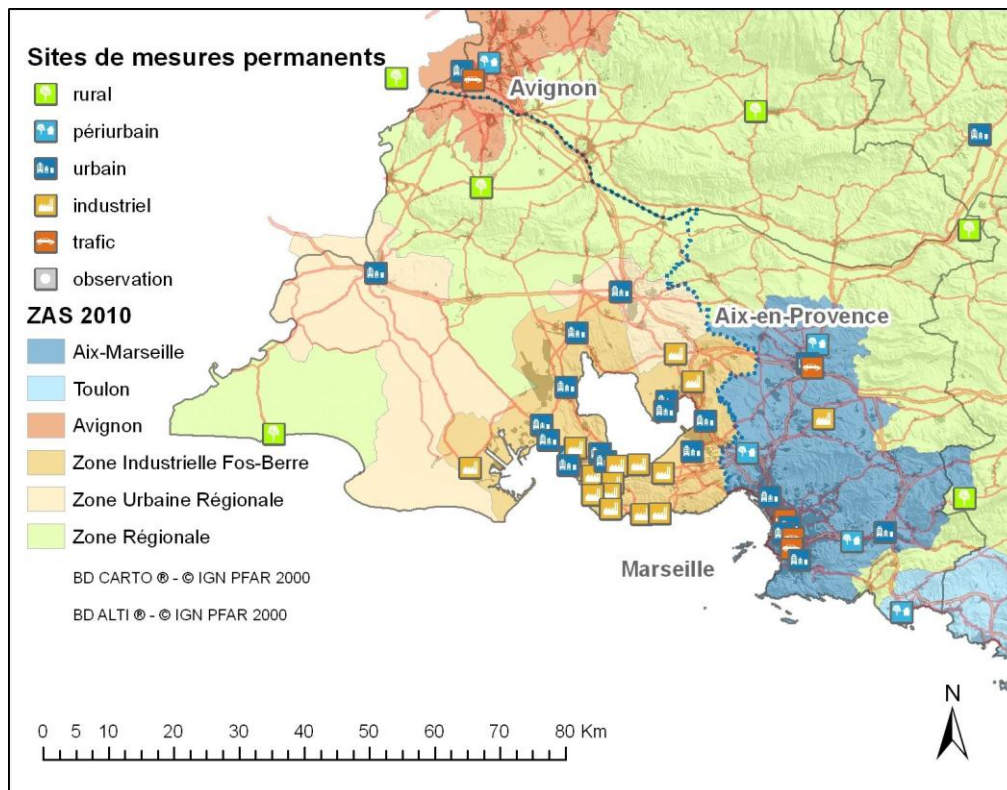 Sites de mesures permanents
rural
périurbain
urbain
industriel
trafic
observation
ZAS 2010
Aix-Marseille
Toulon
Avignon
Zone Industrielle Fos-Berre
Zone Urbaine Régionale
Zone Régionale
BD CARTO ® - © IGN PFAR 2000
BD ALTI ® - © IGN PFAR 2000
Avignon
Aix-en-Provence
Marseille
N
0 5 10 20 30 40 50 60 70 80 Km